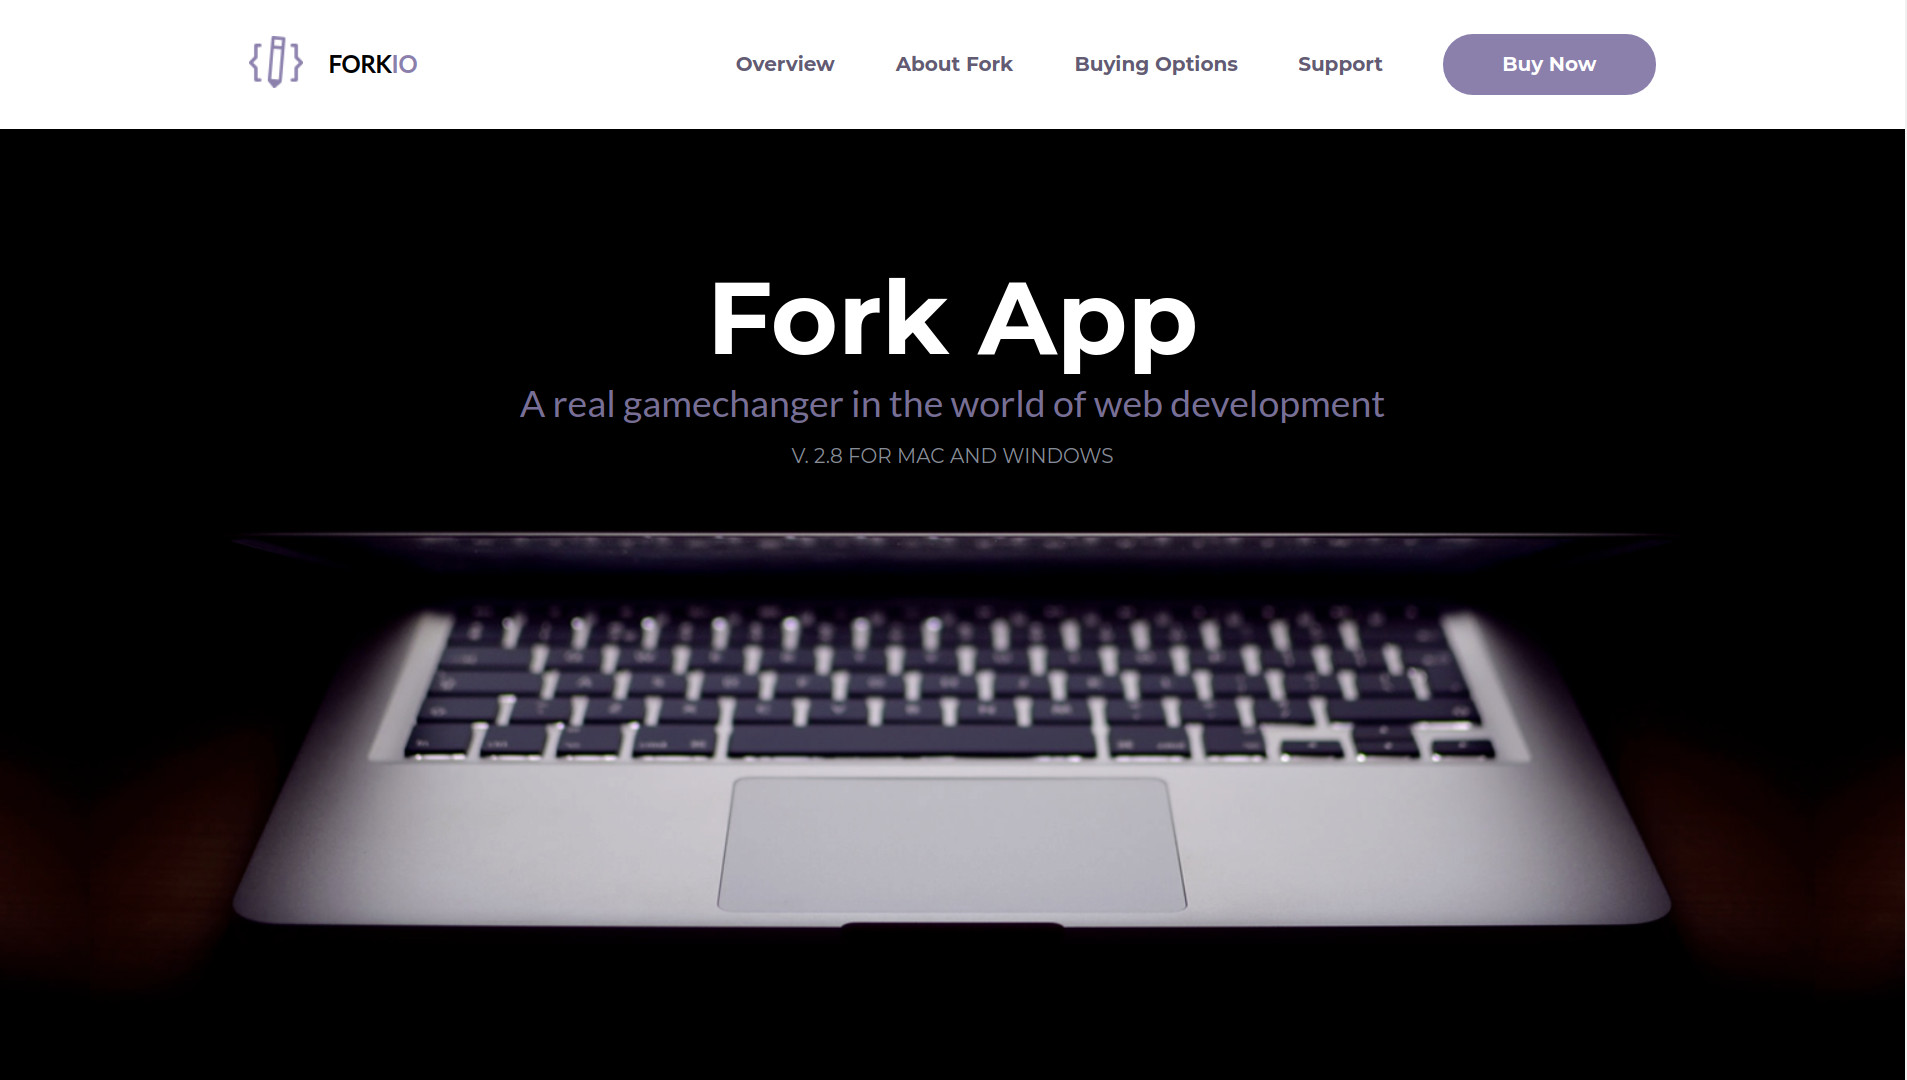 FORKIO
Overview
About Fork
Buying Options
Support
Buy Now
Fork App
A real gamechanger in the world of web development
V. 2.8 FOR MAC AND WINDOWS